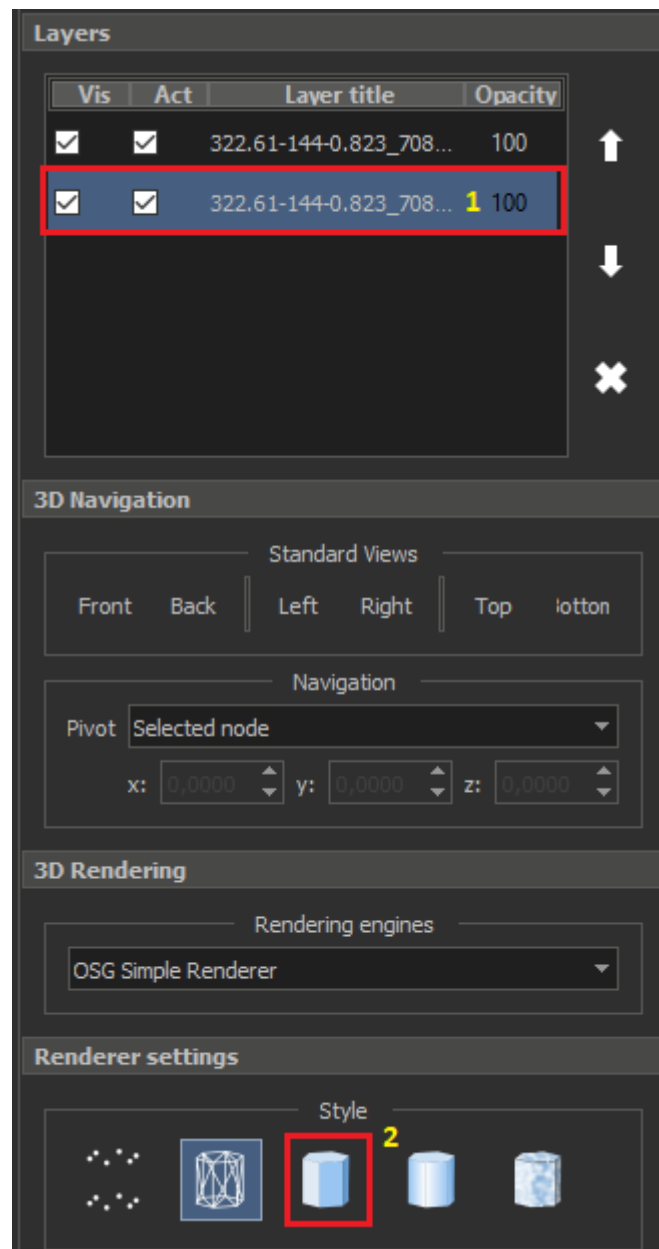 Layers
Vis Act Layer title Opacity
322.61-144-0.823_708... 100
322.61-144-0.823_708... 1 100
3D Navigation
Standard Views
Front Back Left Right Top ottom
Navigation
Pivot Selected node
x: 0,0000 y: 0,0000 z: 0,0000
3D Rendering
Rendering engines
OSG Simple Renderer
Renderer settings
Style
2